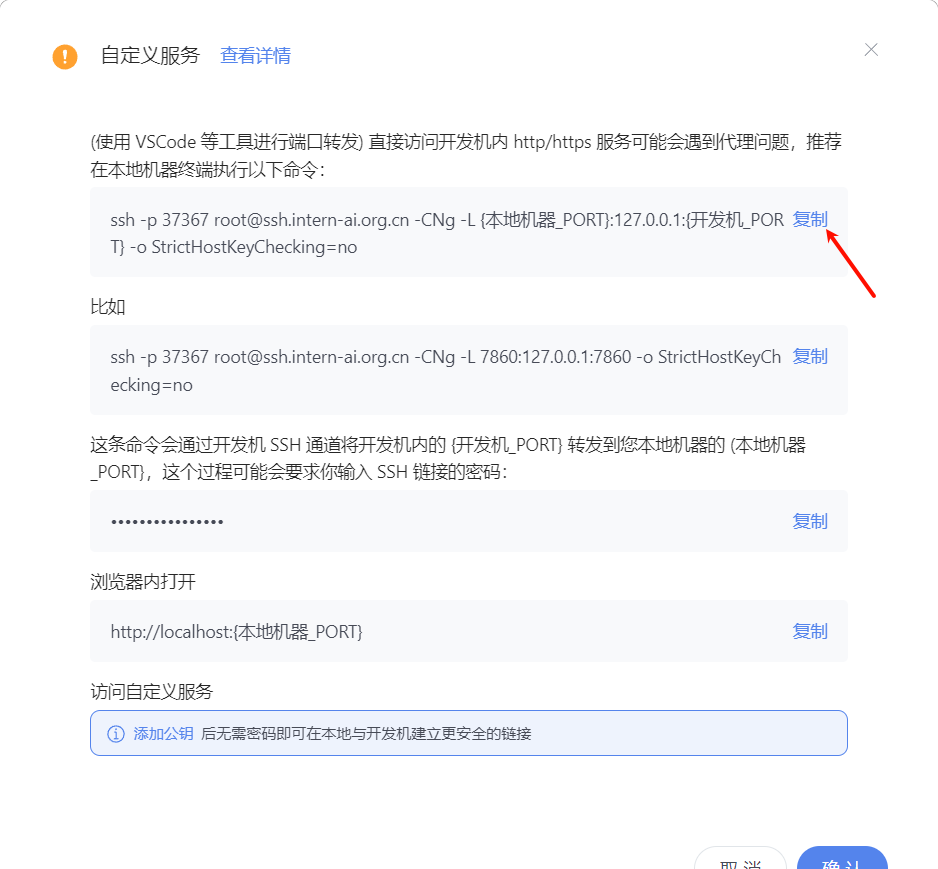 自定义服务 查看详情
(使用 VSCode 等工具进行端口转发) 直接访问开发机内 http/https 服务可能会遇到代理问题，推荐
在本地机器终端执行以下命令：
ssh -p 37367 root@ssh.intern-ai.org.cn -CNg -L {本地机器_PORT}:127.0.0.1:{开发机_POR 复制
T} -o StrictHostKeyChecking=no
比如
ssh -p 37367 root@ssh.intern-ai.org.cn -CNg -L 7860:127.0.0.1:7860 -o StrictHostKeyCh 复制
ecking=no
这条命令会通过开发机 SSH 通道将开发机内的 {开发机_PORT} 转发到您本地机器的 (本地机器
_PORT}，这个过程可能会要求你输入 SSH 链接的密码：
•••••••••••••••• 复制
浏览器内打开
http://localhost:{本地机器_PORT} 复制
访问自定义服务
添加公钥 后无需密码即可在本地与开发机建立更安全的链接
取消 确认